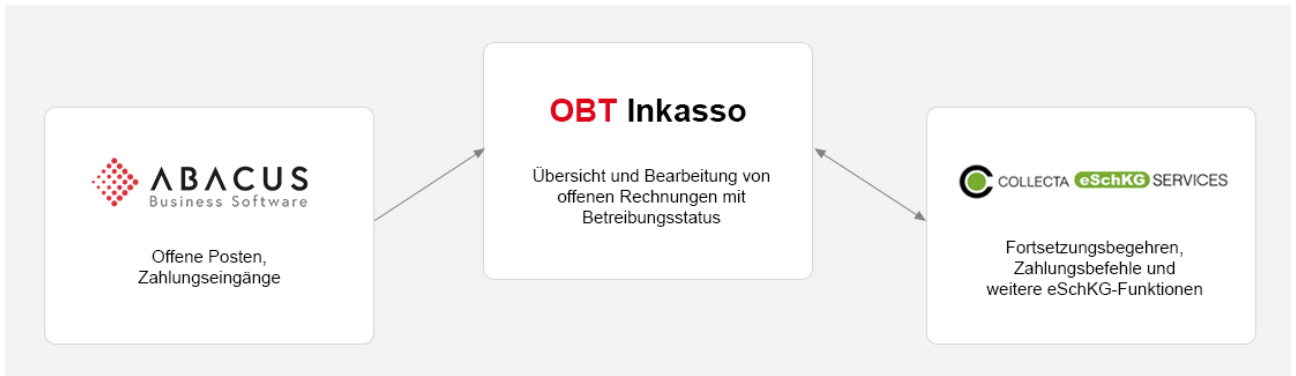 ABACUS
Business Software
Offene Posten,
Zahlungseingänge
OBT Inkasso
Übersicht und Bearbeitung von
offenen Rechnungen mit
Betreibungsstatus
COLLECTA eSchKG SERVICES
Fortsetzungsbegehren,
Zahlungsbefehle und
weitere eSchKG-Funktionen